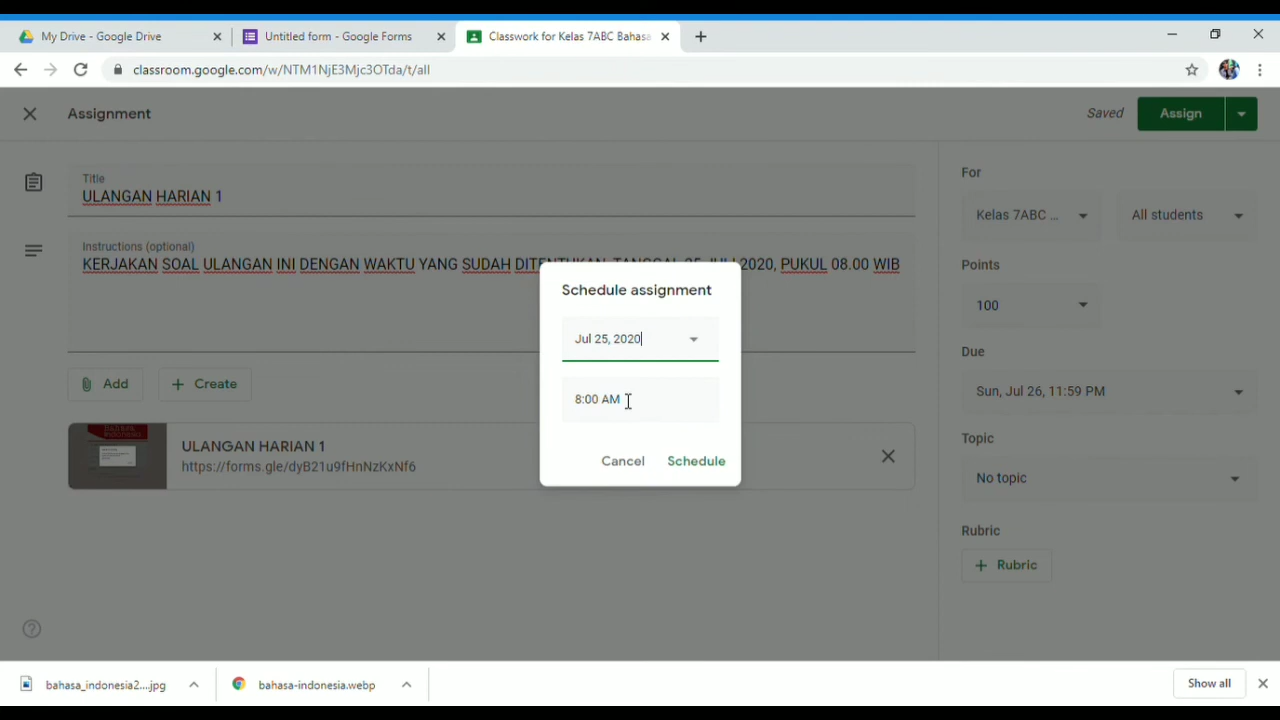 My Drive - Google Drive
Untitled form - Google Forms
Classwork for Kelas 7ABC Bahasa
classroom.google.com/w/NTM1NjE3Mjc3OTda/t/all
Assignment
Saved
Assign
Title
ULANGAN HARIAN 1
Instructions (optional)
KERJAKAN SOAL ULANGAN INI DENGAN WAKTU YANG SUDAH DITENTUKAN, TANGGAL 25 JULI 2020, PUKUL 08.00 WIB
Add
Create
ULANGAN HARIAN 1
https://forms.gle/dyB21u9fHnNzKxNf6
Schedule assignment
Jul 25, 2020
8:00 AM
Cancel
Schedule
For
Kelas 7ABC ...
All students
Points
100
Due
Sun, Jul 26, 11:59 PM
Topic
No topic
Rubric
Rubric
bahasa_indonesia2....jpg
bahasa-indonesia.webp
Show all